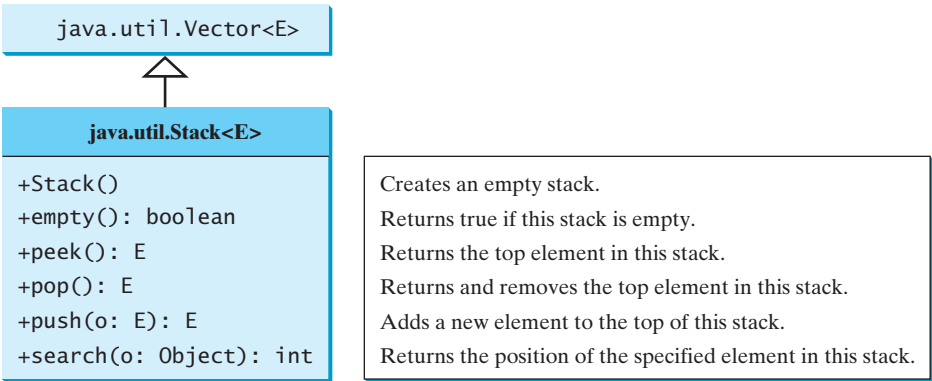 java.util.Vector<E>
java.util.Stack<E>
+Stack()
+empty(): boolean
+peek(): E
+pop(): E
+push(o: E): E
+search(o: Object): int
Creates an empty stack.
Returns true if this stack is empty.
Returns the top element in this stack.
Returns and removes the top element in this stack.
Adds a new element to the top of this stack.
Returns the position of the specified element in this stack.